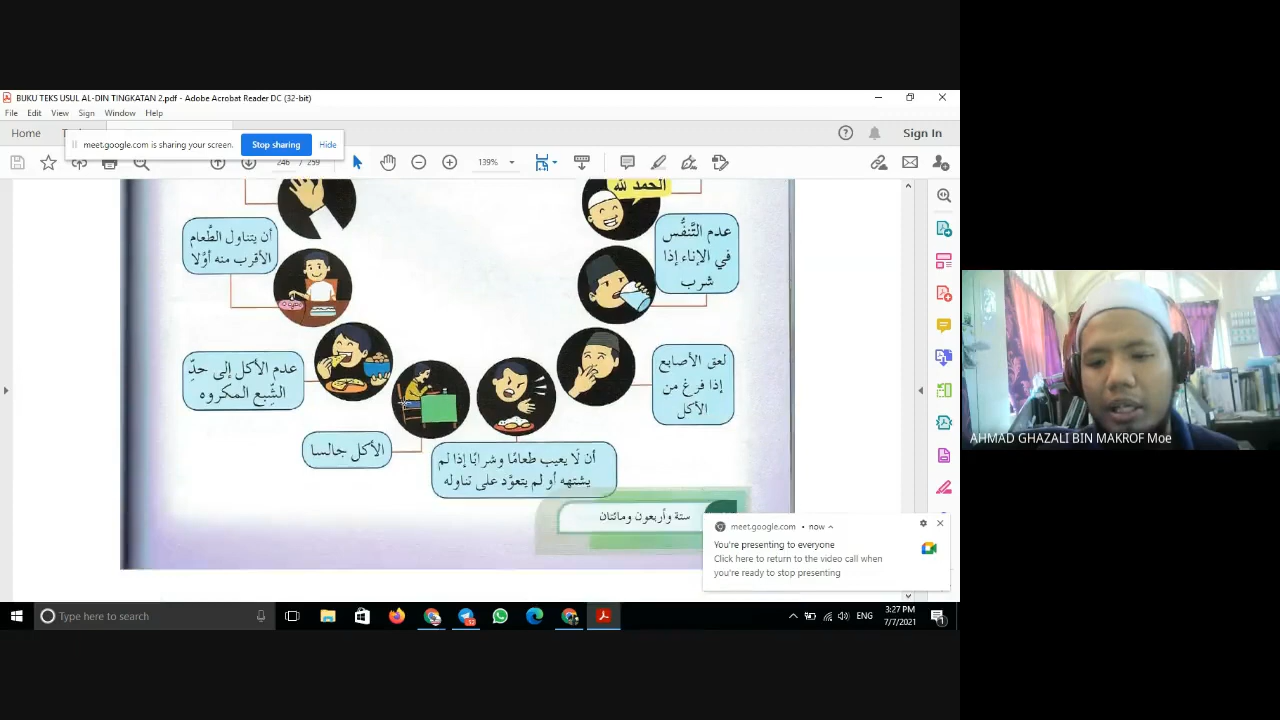 BUKU TEKS USUL AL-DIN TINGKATAN 2.pdf - Adobe Acrobat Reader DC (32-bit)
File Edit View Sign Window Help
Home
meet.google.com is sharing your screen. Stop sharing Hide
Sign In
246 / 259
139%
الحمد لله
أن يتناول الطَّعام
الأقرب منه أوَّلا
عدم التَّنفُّس
في الإناء إذا
شرب
عدم الأكل إلى حدِّ
الشِّبع المكروه
لعق الأصابع
إذا فرغ من
الأكل
الأكل جالسا
أن لَا يعيب طعامًا وشرابًا إذا لم
يشتهه أو لم يتعوَّد على تناوله
ستة وأربعون ومائتان
meet.google.com • now
You're presenting to everyone
Click here to return to the video call when
you're ready to stop presenting
AHMAD GHAZALI BIN MAKROF Moe
Type here to search
ENG
3:27 PM
7/7/2021
1